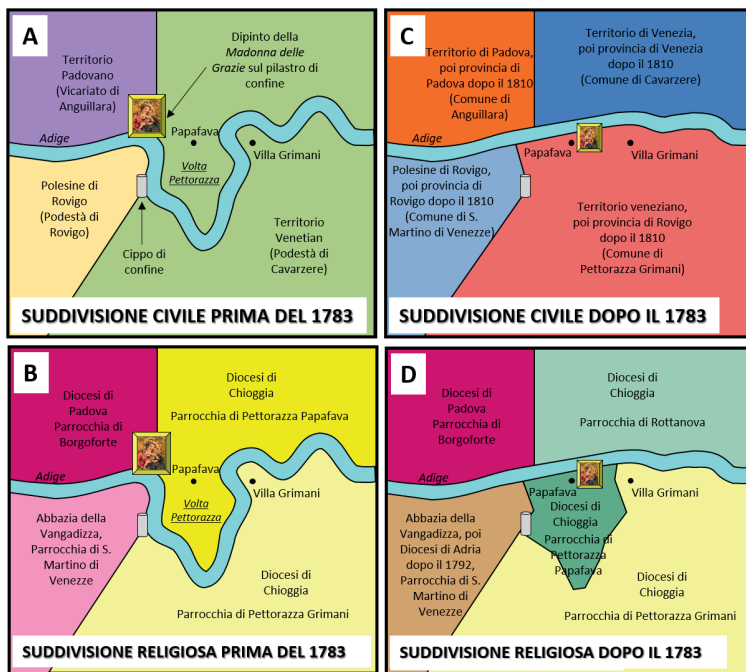 A
Territorio
Padovano
(Vicariato di
Anguillara)
Dipinto della
Madonna delle
Grazie sul pilastro di
confine
Adige
Papafava
Villa Grimani
Volta
Pettorazza
Polesine di
Rovigo
(Podestà di
Rovigo)
Cippo di
confine
Territorio
Venetian
(Podestà di
Cavarzere)
SUDDIVISIONE CIVILE PRIMA DEL 1783
C
Territorio di Padova,
poi provincia di
Padova dopo il 1810
(Comune di
Anguillara)
Territorio di Venezia,
poi provincia di Venezia
dopo il 1810
(Comune di Cavarzere)
Adige
Papafava
Villa Grimani
Polesine di Rovigo,
poi provincia di
Rovigo dopo il 1810
(Comune di S.
Martino di Venezze)
Territorio veneziano,
poi provincia di Rovigo
dopo il 1810
(Comune di
Pettorazza Grimani)
SUDDIVISIONE CIVILE DOPO IL 1783
B
Diocesi di
Padova
Parrocchia di
Borgoforte
Diocesi di
Chioggia
Parrocchia di Pettorazza Papafava
Adige
Papafava
Villa Grimani
Volta
Pettorazza
Abbazia della
Vangadizza,
Parrocchia di S.
Martino di
Venezze
Diocesi di
Chioggia
Parrocchia di Pettorazza Grimani
SUDDIVISIONE RELIGIOSA PRIMA DEL 1783
D
Diocesi di
Padova
Parrocchia di
Borgoforte
Diocesi di
Chioggia
Parrocchia di Rottanova
Adige
Papafava
Villa Grimani
Diocesi di
Chioggia
Parrocchia di
Pettorazza
Papafava
Abbazia della
Vangadizza, poi
Diocesi di Adria
dopo il 1792,
Parrocchia di S.
Martino di
Venezze
Diocesi di
Chioggia
Parrocchia di Pettorazza Grimani
SUDDIVISIONE RELIGIOSA DOPO IL 1783